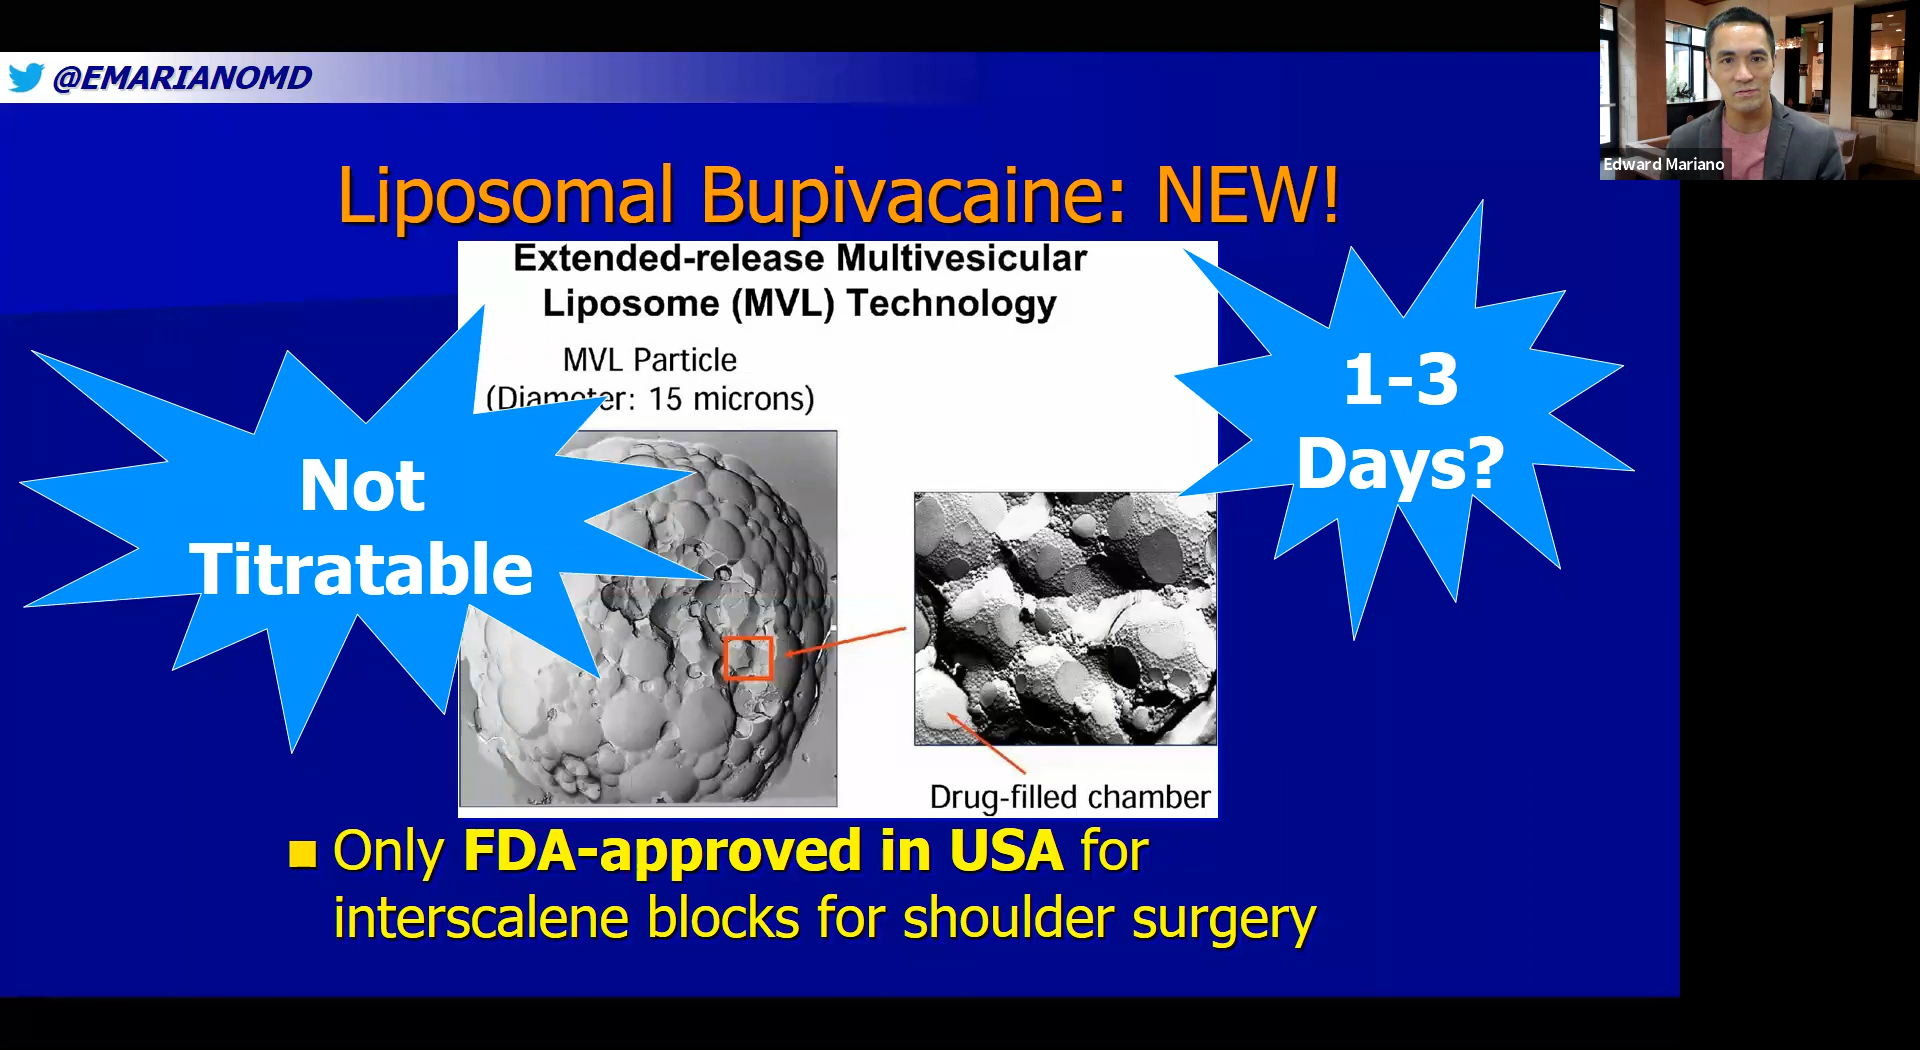 @EMARIANOMD
Edward Mariano
Liposomal Bupivacaine: NEW!
Extended-release Multivesicular
Liposome (MVL) Technology
MVL Particle
(Diameter: 15 microns)
Not
Titratable
1-3
Days?
Drug-filled chamber
Only FDA-approved in USA for
interscalene blocks for shoulder surgery